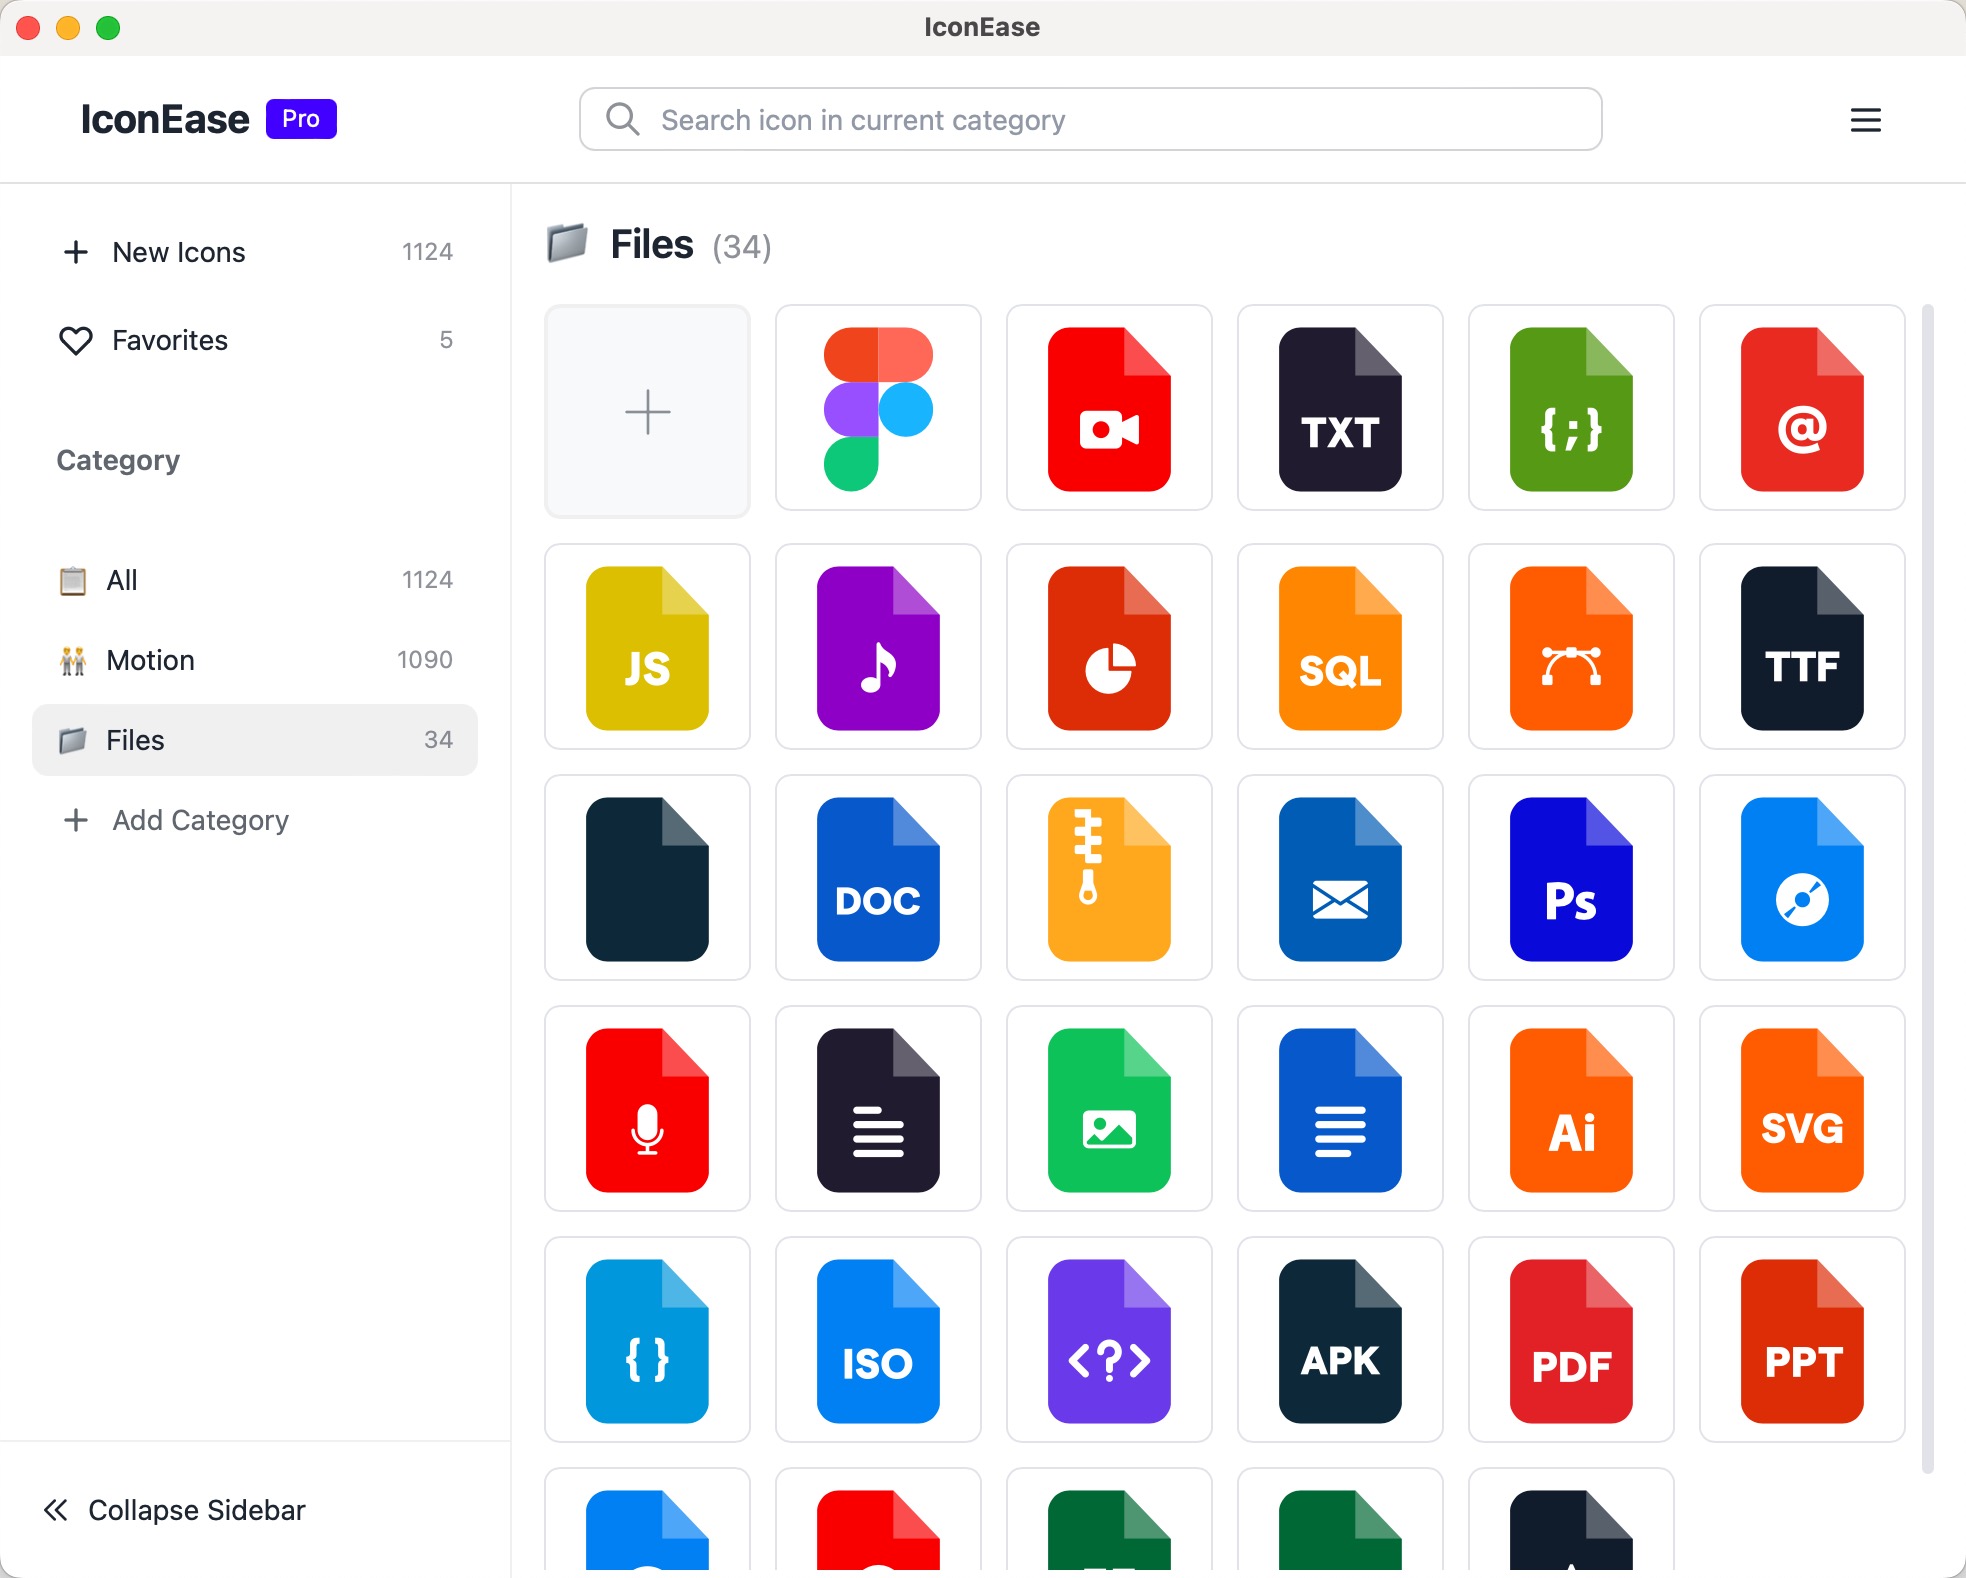 IconEase
IconEase Pro
Search icon in current category
New Icons 1124
Favorites 5
Category
All 1124
Motion 1090
Files 34
Add Category
Collapse Sidebar
Files (34)
TXT {;} @
JS SQL TTF
DOC Ps
Ai SVG
{} ISO <?> APK PDF PPT